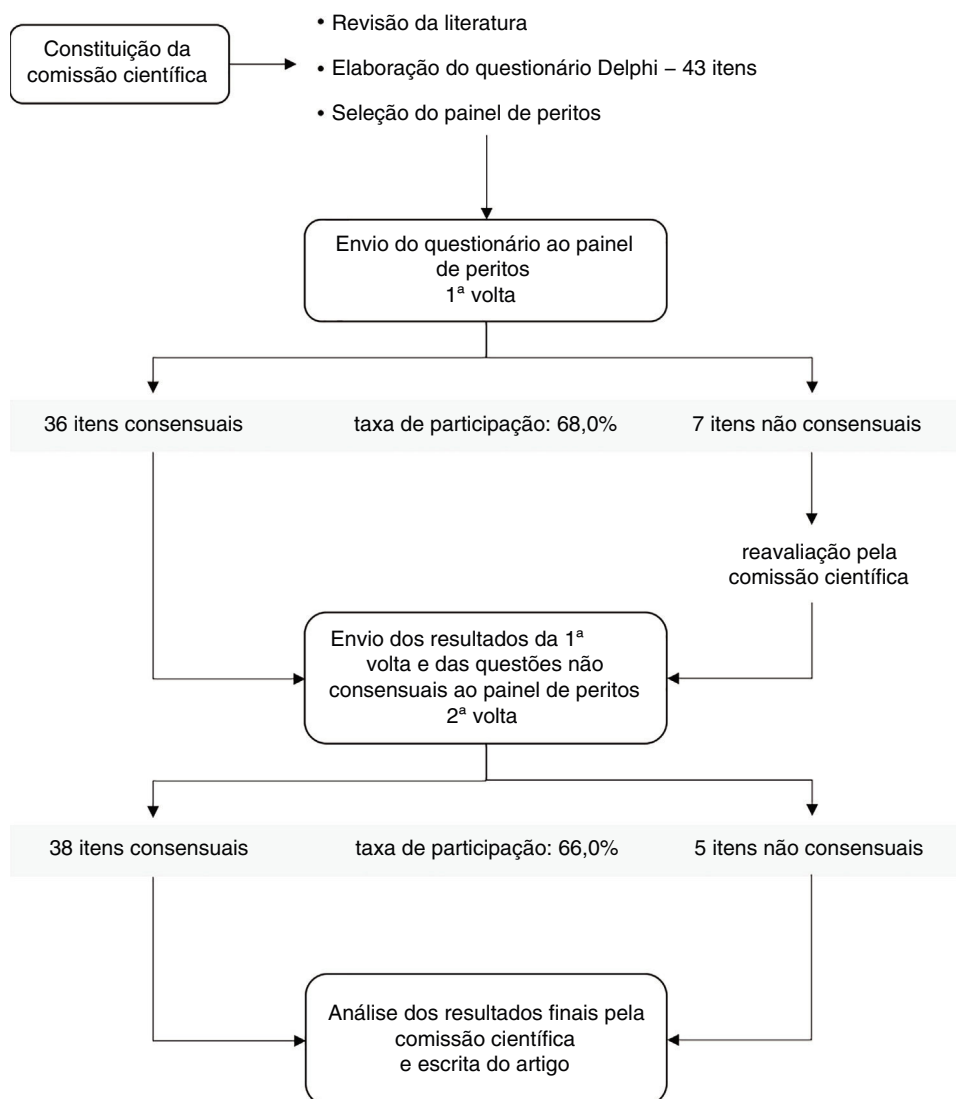 Constituição da
comissão científica
• Revisão da literatura
• Elaboração do questionário Delphi – 43 itens
• Seleção do painel de peritos
Envio do questionário ao painel
de peritos
1ª volta
36 itens consensuais
taxa de participação: 68,0%
7 itens não consensuais
reavaliação pela
comissão científica
Envio dos resultados da 1ª
volta e das questões não
consensuais ao painel de peritos
2ª volta
38 itens consensuais
taxa de participação: 66,0%
5 itens não consensuais
Análise dos resultados finais pela
comissão científica
e escrita do artigo